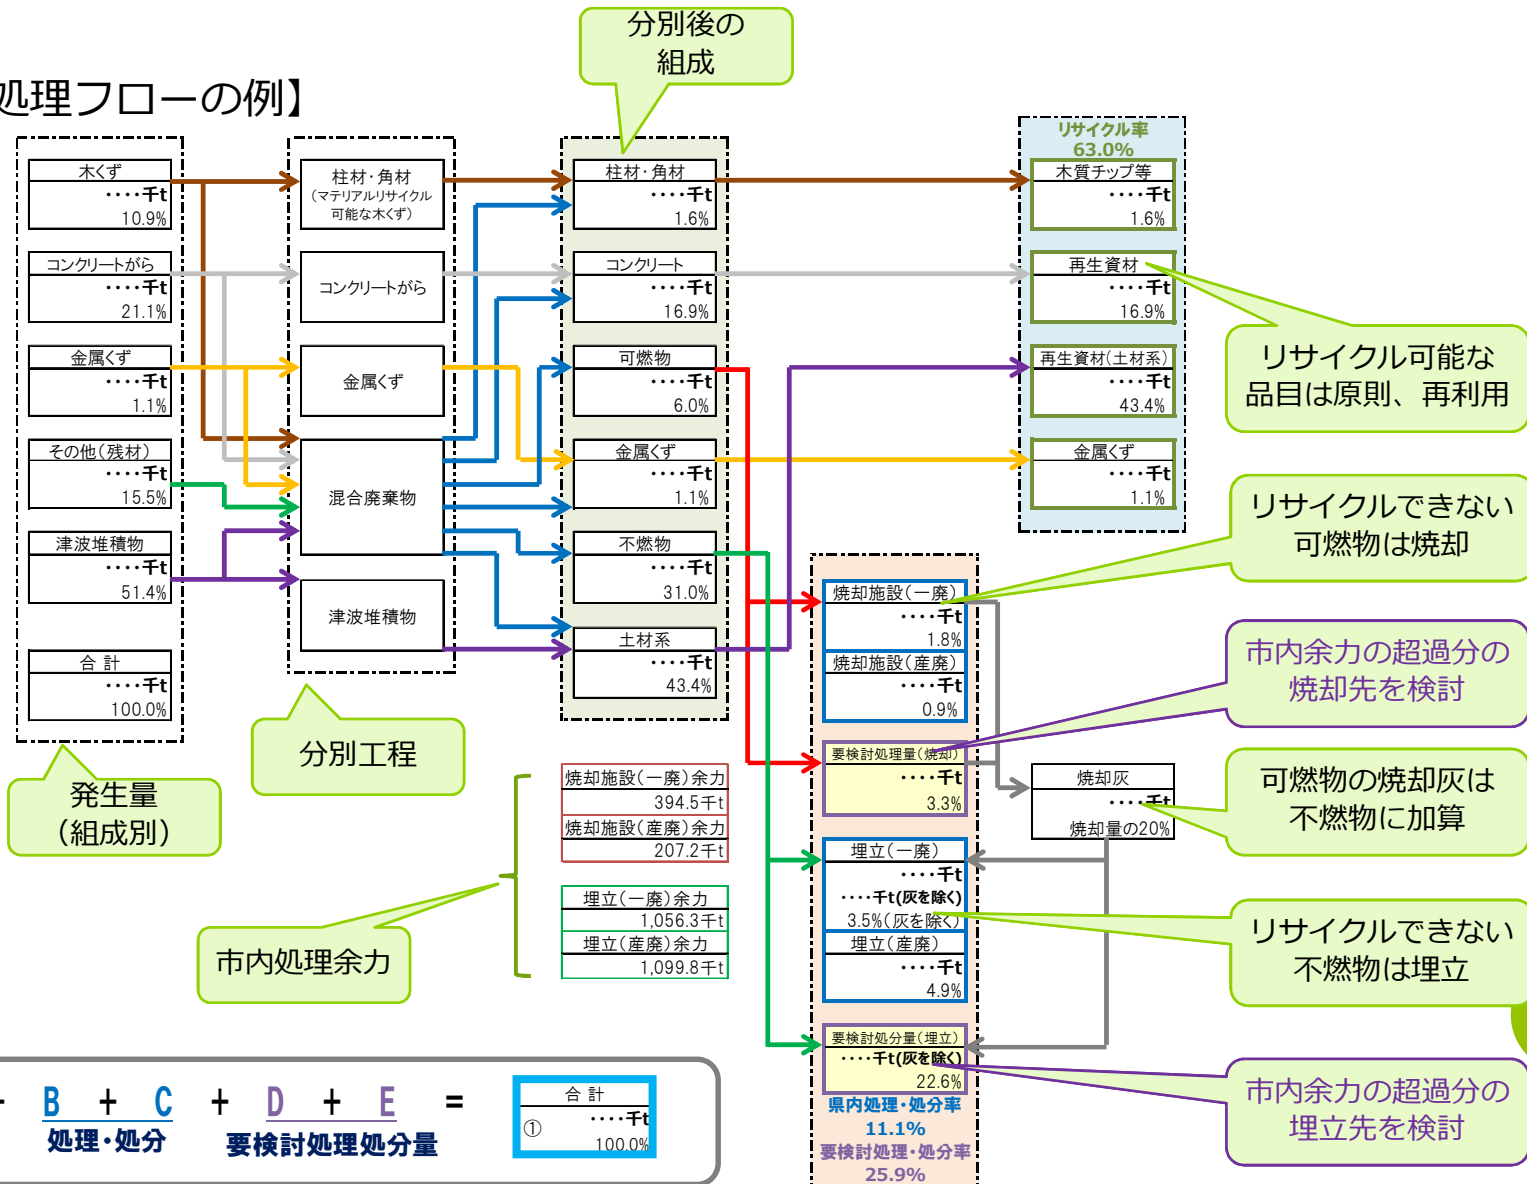 分別後の
組成
処理フローの例】
木くず
‥‥千t
10.9%
コンクリートがら
‥‥千t
21.1%
金属くず
‥‥千t
1.1%
その他(残材)
‥‥千t
15.5%
津波堆積物
‥‥千t
51.4%
合計
‥‥千t
100.0%
発生量
(組成別)
柱材・角材
(マテリアルリサイクル
可能な木くず)
コンクリートがら
金属くず
混合廃棄物
津波堆積物
分別工程
柱材・角材
‥‥千t
1.6%
コンクリート
‥‥千t
16.9%
可燃物
‥‥千t
6.0%
金属くず
‥‥千t
1.1%
不燃物
‥‥千t
31.0%
土材系
‥‥千t
43.4%
リサイクル率
63.0%
木質チップ等
‥‥千t
1.6%
再生資材
‥‥千t
16.9%
再生資材(土材系)
‥‥千t
43.4%
金属くず
‥‥千t
1.1%
リサイクル可能な
品目は原則、再利用
リサイクルできない
可燃物は焼却
市内余力の超過分の
焼却先を検討
可燃物の焼却灰は
不燃物に加算
リサイクルできない
不燃物は埋立
市内余力の超過分の
埋立先を検討
焼却施設(一廃)
‥‥千t
1.8%
焼却施設(産廃)
‥‥千t
0.9%
要検討処理量(焼却)
‥‥千t
3.3%
焼却灰
‥‥千t
焼却量の20%
埋立(一廃)
‥‥千t
‥‥千t(灰を除く)
3.5%(灰を除く)
埋立(産廃)
‥‥千t
4.9%
要検討処分量(埋立)
‥‥千t(灰を除く)
22.6%
県内処理・処分率
11.1%
要検討処理・処分率
25.9%
市内処理余力
焼却施設(一廃)余力
394.5千t
焼却施設(産廃)余力
207.2千t
埋立(一廃)余力
1,056.3千t
埋立(産廃)余力
1,099.8千t
B + C + D + E =
処理・処分
要検討処理処分量
合計
① ‥‥千t
100.0%